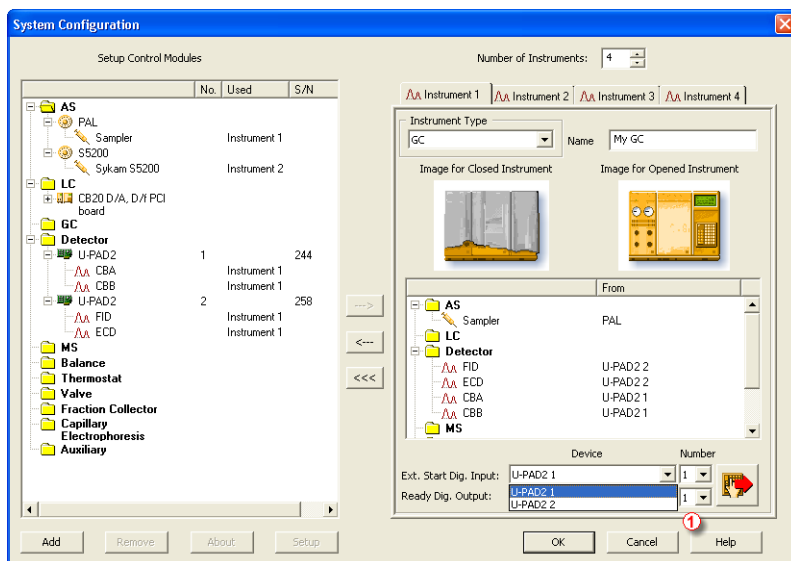 System Configuration
Setup Control Modules
Number of Instruments: 4
No. Used S/N
AS
PAL
Sampler Instrument 1
S5200
Sykam S5200 Instrument 2
LC
CB20 D/A, D/f PCI
board
GC
Detector
U-PAD2 1 244
CBA Instrument 1
CBB Instrument 1
U-PAD2 2 258
FID Instrument 1
ECD Instrument 1
MS
Balance
Thermostat
Valve
Fraction Collector
Capillary
Electrophoresis
Auxiliary
--->
<---
<<<
Instrument 1 Instrument 2 Instrument 3 Instrument 4
Instrument Type
GC Name My GC
Image for Closed Instrument Image for Opened Instrument
From
AS
Sampler PAL
LC
Detector
FID U-PAD2 2
ECD U-PAD2 2
CBA U-PAD2 1
CBB U-PAD2 1
MS
Device Number
Ext. Start Dig. Input: U-PAD2 1 1
U-PAD2 1
Ready Dig. Output: 1
U-PAD2 2
1
Add Remove About Setup OK Cancel Help